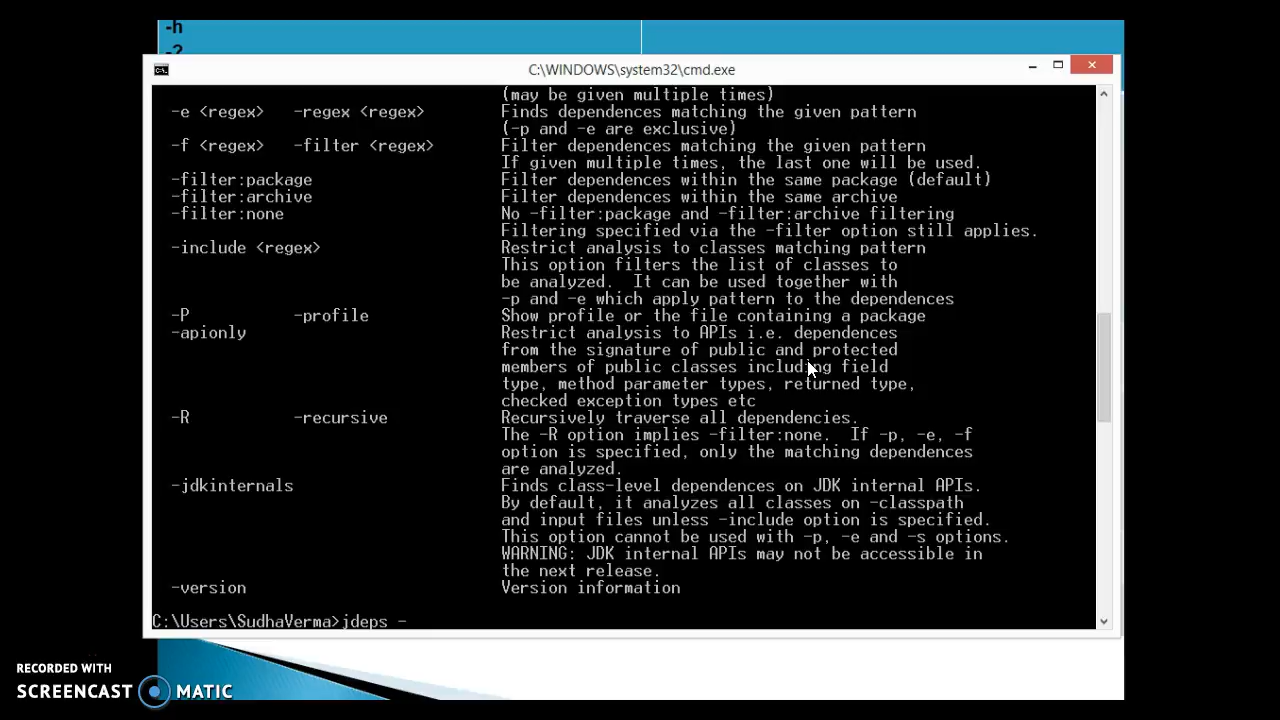 -h
-?
C:\WINDOWS\system32\cmd.exe
(may be given multiple times)
-e <regex> -regex <regex> Finds dependences matching the given pattern
(-p and -e are exclusive)
-f <regex> -filter <regex> Filter dependences matching the given pattern
If given multiple times, the last one will be used.
-filter:package Filter dependences within the same package (default)
-filter:archive Filter dependences within the same archive
-filter:none No -filter:package and -filter:archive filtering
Filtering specified via the -filter option still applies.
-include <regex> Restrict analysis to classes matching pattern
This option filters the list of classes to
be analyzed. It can be used together with
-p and -e which apply pattern to the dependences
-P -profile Show profile or the file containing a package
-apionly Restrict analysis to APIs i.e. dependences
from the signature of public and protected
members of public classes including field
type, method parameter types, returned type,
checked exception types etc
-R -recursive Recursively traverse all dependencies.
The -R option implies -filter:none. If -p, -e, -f
option is specified, only the matching dependences
are analyzed.
-jdkinternals Finds class-level dependences on JDK internal APIs.
By default, it analyzes all classes on -classpath
and input files unless -include option is specified.
This option cannot be used with -p, -e and -s options.
WARNING: JDK internal APIs may not be accessible in
the next release.
-version Version information
C:\Users\SudhaVerma>jdeps -
RECORDED WITH
SCREENCAST MATIC